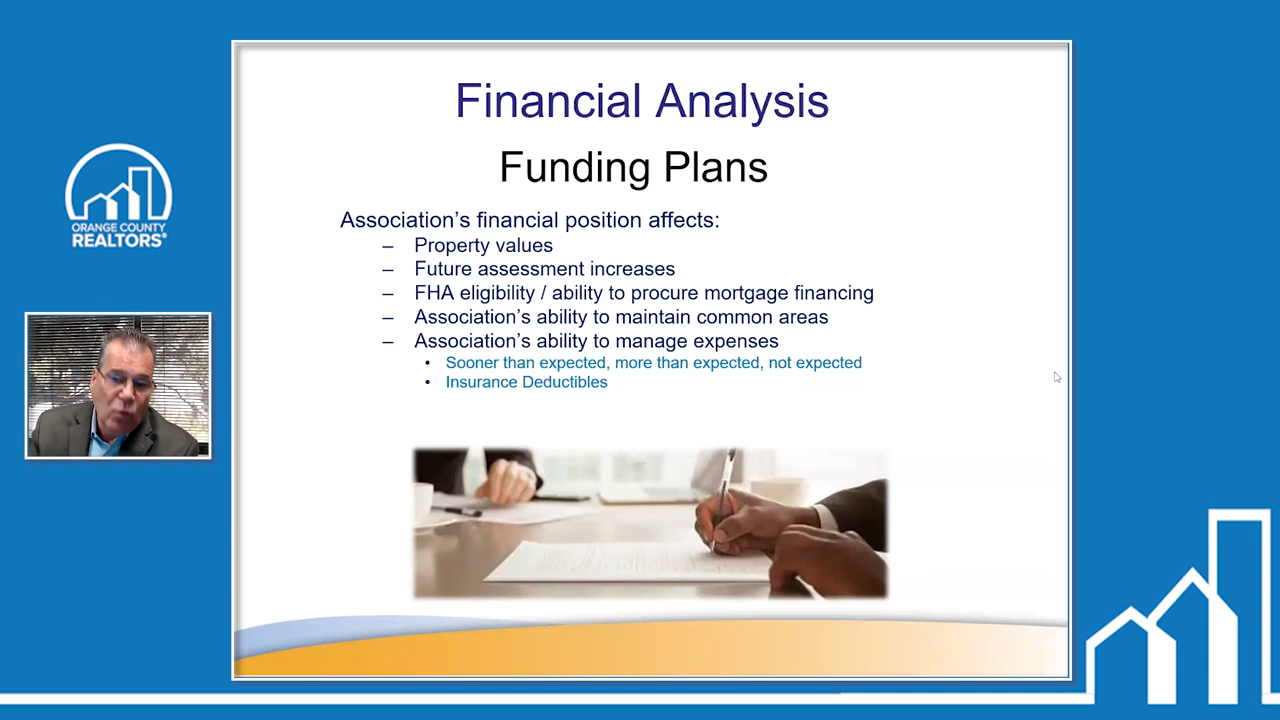 Financial Analysis
Funding Plans
ORANGE COUNTY
REALTORS®
Association's financial position affects:
– Property values
– Future assessment increases
– FHA eligibility / ability to procure mortgage financing
– Association's ability to maintain common areas
– Association's ability to manage expenses
• Sooner than expected, more than expected, not expected
• Insurance Deductibles